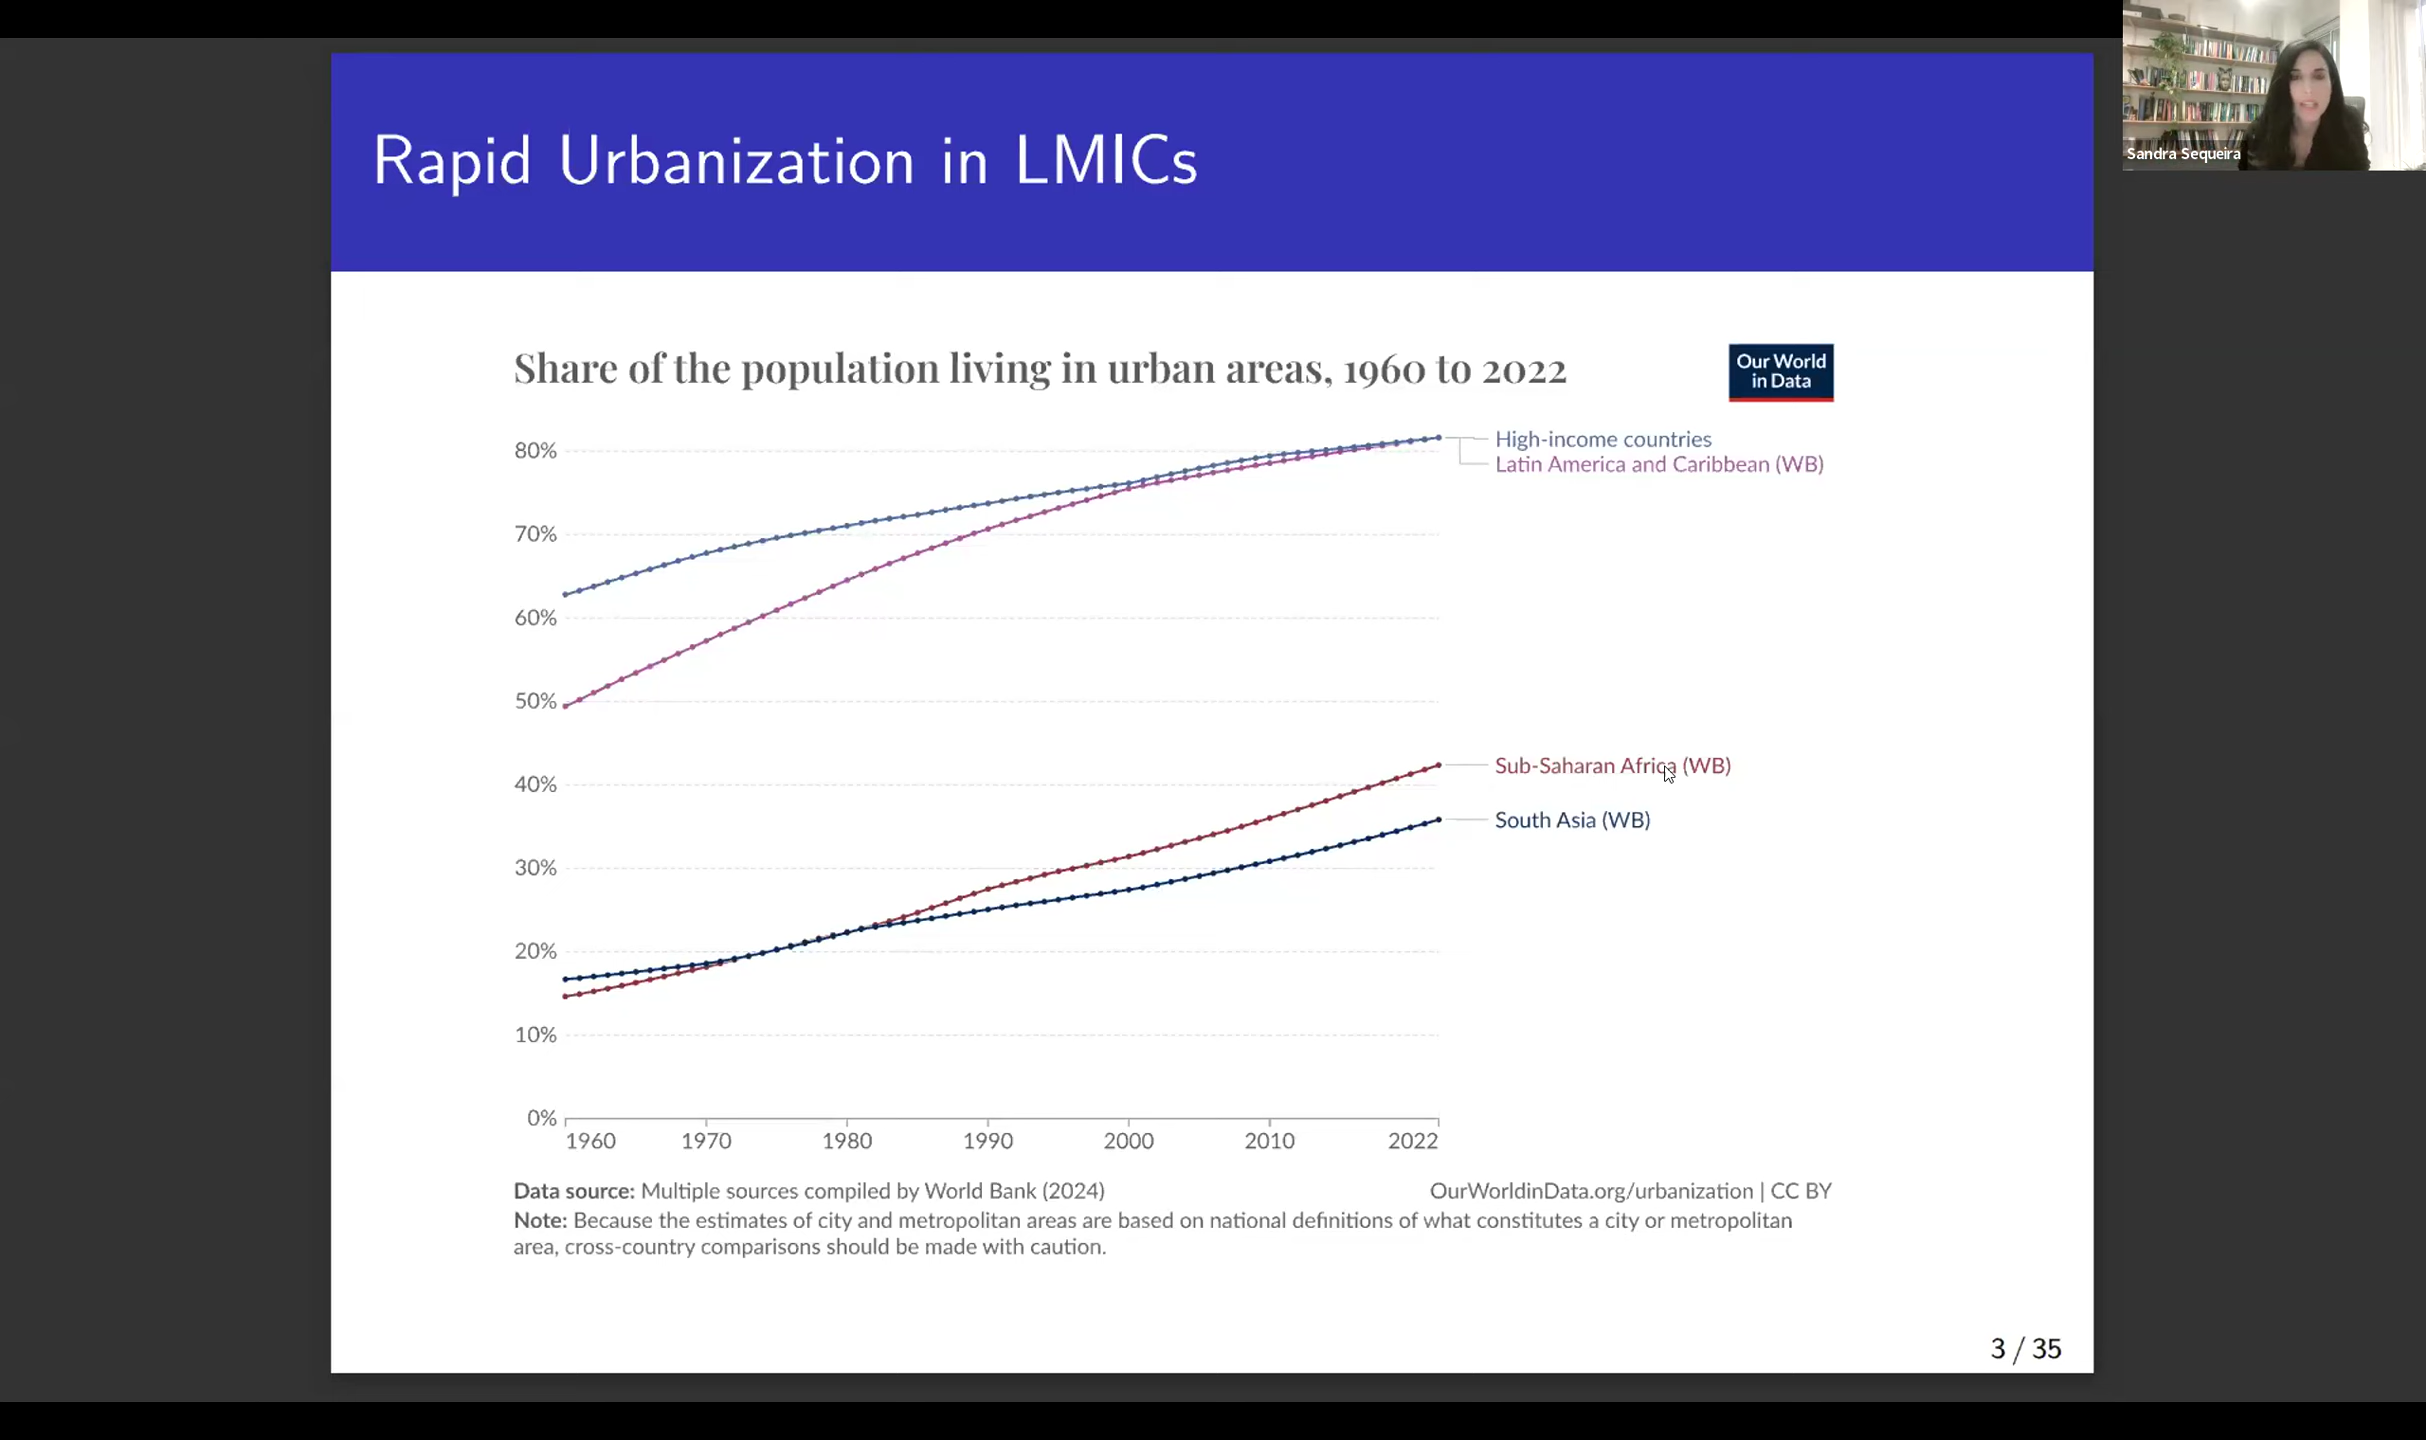 Rapid Urbanization in LMICs
Sandra Sequeira
Share of the population living in urban areas, 1960 to 2022
Our World
in Data
80%
70%
60%
50%
40%
30%
20%
10%
0%
High-income countries
Latin America and Caribbean (WB)
Sub-Saharan Africa (WB)
South Asia (WB)
1960 1970 1980 1990 2000 2010 2022
Data source: Multiple sources compiled by World Bank (2024) OurWorldinData.org/urbanization | CC BY
Note: Because the estimates of city and metropolitan areas are based on national definitions of what constitutes a city or metropolitan
area, cross-country comparisons should be made with caution.
3 / 35